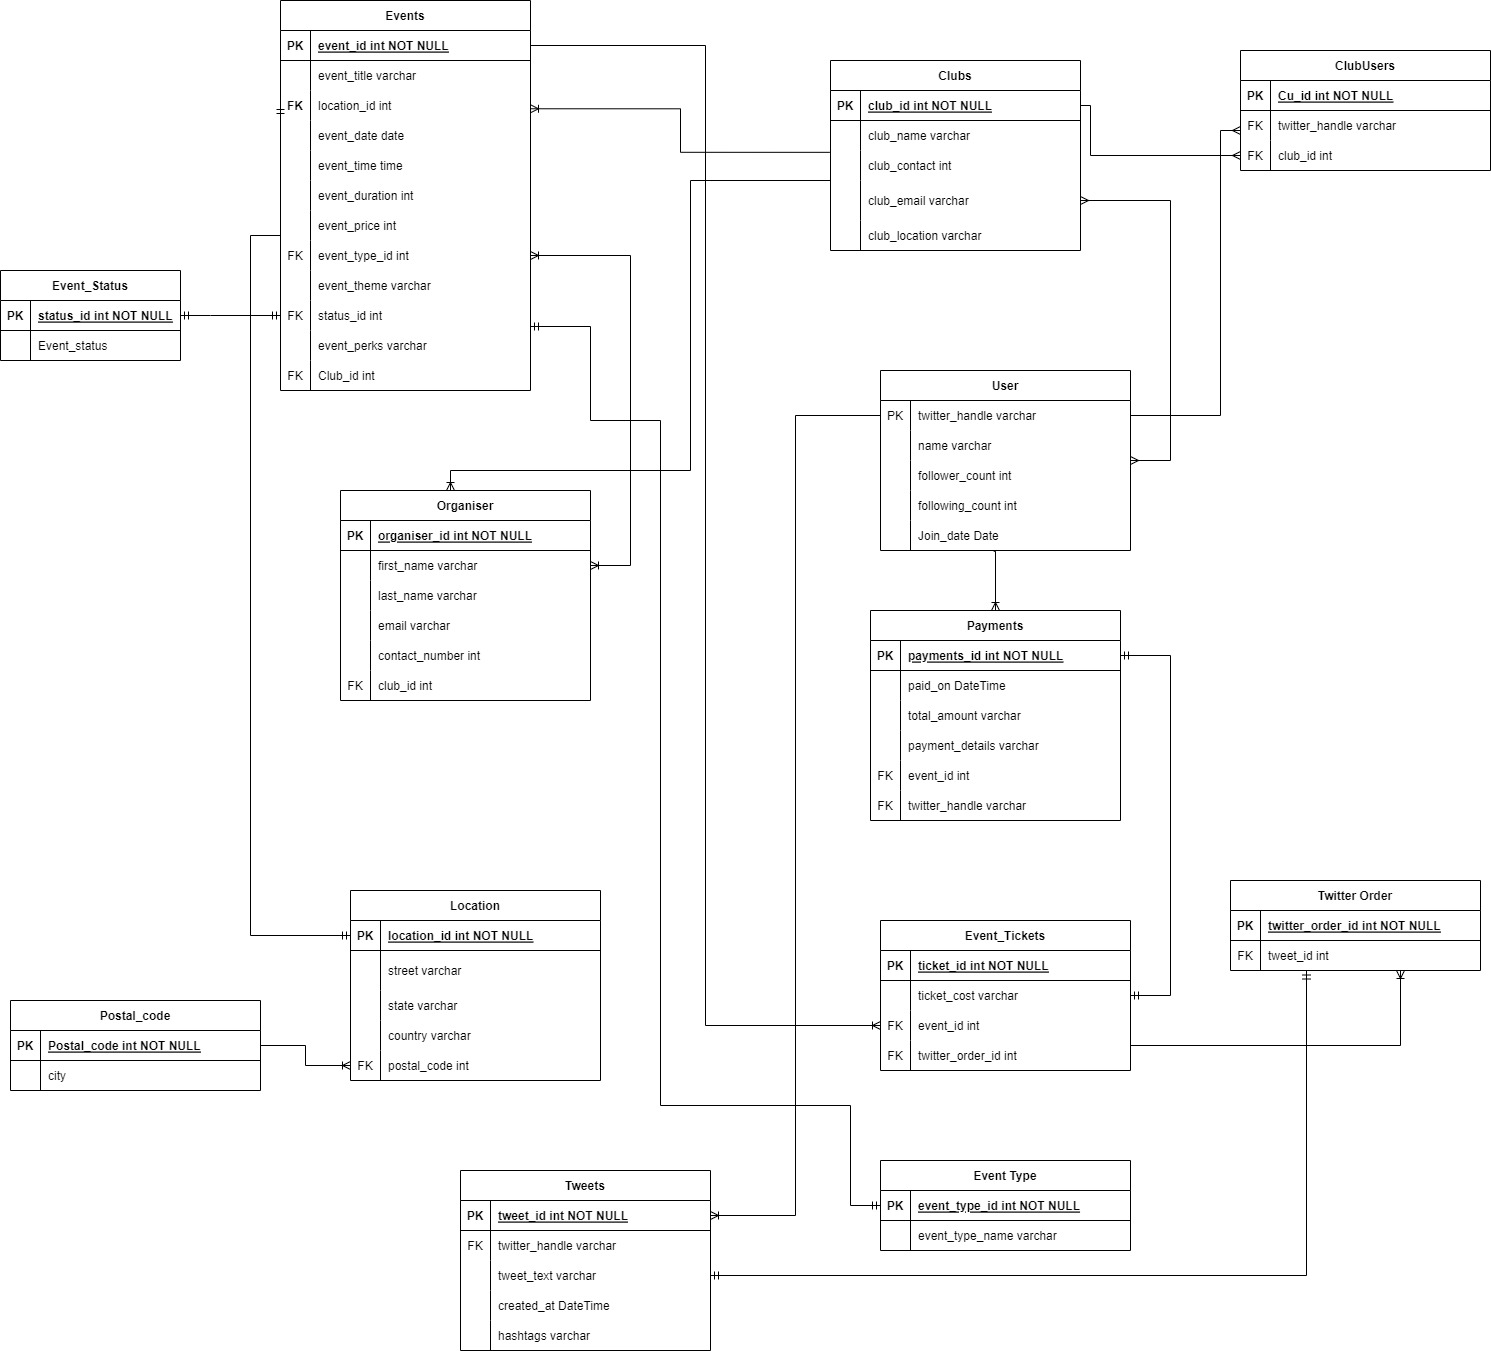 Events
PK event_id int NOT NULL
event_title varchar
FK location_id int
event_date date
event_time time
event_duration int
event_price int
FK event_type_id int
event_theme varchar
FK status_id int
event_perks varchar
FK Club_id int
Clubs
PK club_id int NOT NULL
club_name varchar
club_contact int
club_email varchar
club_location varchar
ClubUsers
PK Cu_id int NOT NULL
FK twitter_handle varchar
FK club_id int
Event_Status
PK status_id int NOT NULL
Event_status
User
PK twitter_handle varchar
name varchar
follower_count int
following_count int
Join_date Date
Organiser
PK organiser_id int NOT NULL
first_name varchar
last_name varchar
email varchar
contact_number int
FK club_id int
Payments
PK payments_id int NOT NULL
paid_on DateTime
total_amount varchar
payment_details varchar
FK event_id int
FK twitter_handle varchar
Location
PK location_id int NOT NULL
street varchar
state varchar
country varchar
FK postal_code int
Event_Tickets
PK ticket_id int NOT NULL
ticket_cost varchar
FK event_id int
FK twitter_order_id int
Twitter Order
PK twitter_order_id int NOT NULL
FK tweet_id int
Postal_code
PK Postal_code int NOT NULL
city
Tweets
PK tweet_id int NOT NULL
FK twitter_handle varchar
tweet_text varchar
created_at DateTime
hashtags varchar
Event Type
PK event_type_id int NOT NULL
event_type_name varchar